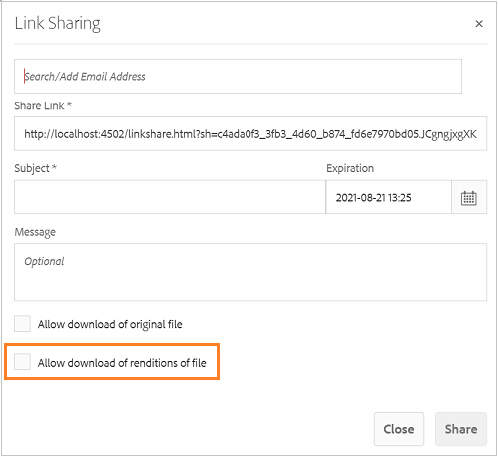 Link Sharing
×
Search/Add Email Address
Share Link *
http://localhost:4502/linkshare.html?sh=c4ada0f3_3fb3_4d60_b874_fd6e7970bd05.JCgngjxgXK
Subject * Expiration
2021-08-21 13:25
Message
Optional
Allow download of original file
Allow download of renditions of file
Close Share